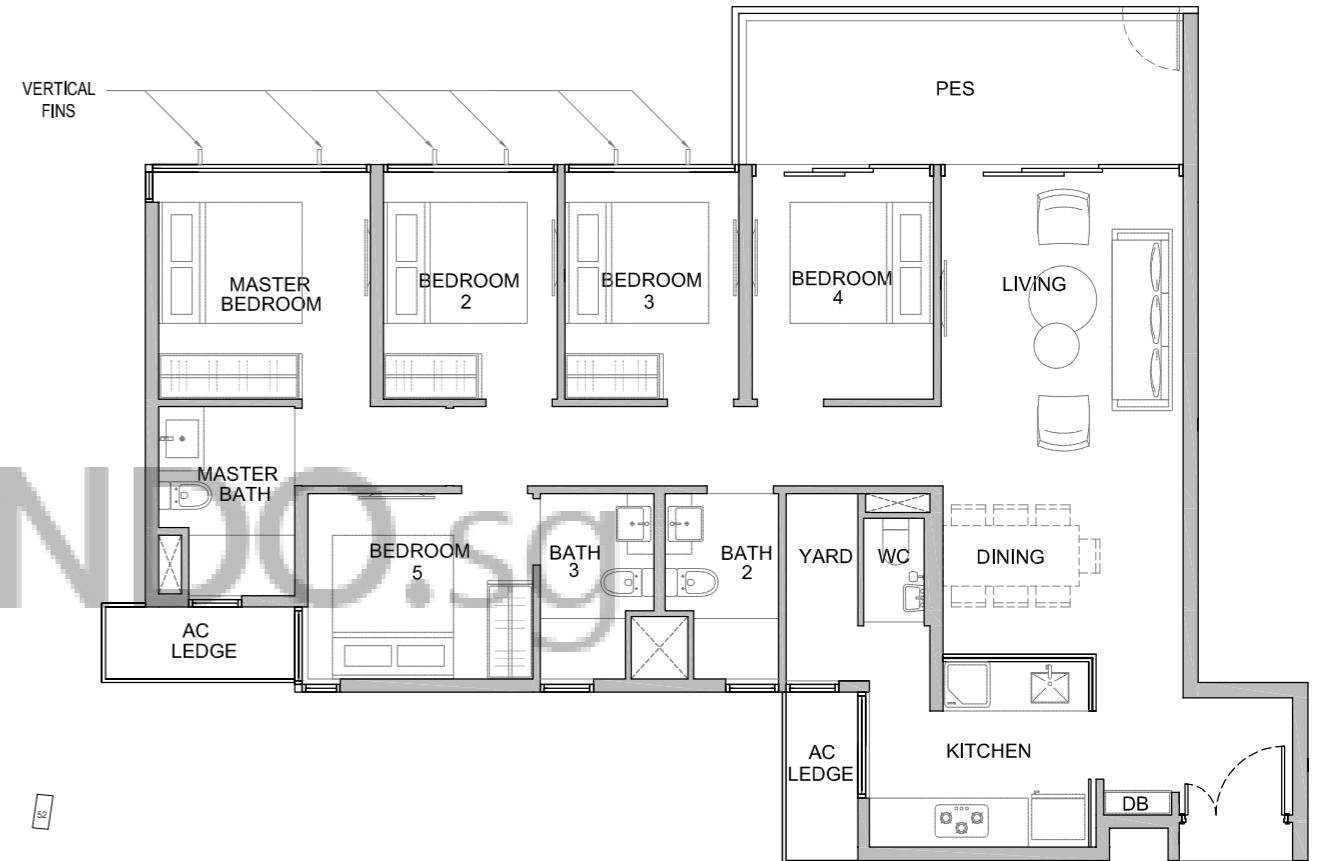 VERTICAL
FINS
PES
MASTER
BEDROOM
BEDROOM
2
BEDROOM
3
BEDROOM
4
LIVING
MASTER
BATH
NDO.sg
BEDROOM
5
BATH
3
BATH
2
YARD
WC
DINING
AC
LEDGE
AC
LEDGE
KITCHEN
DB
52